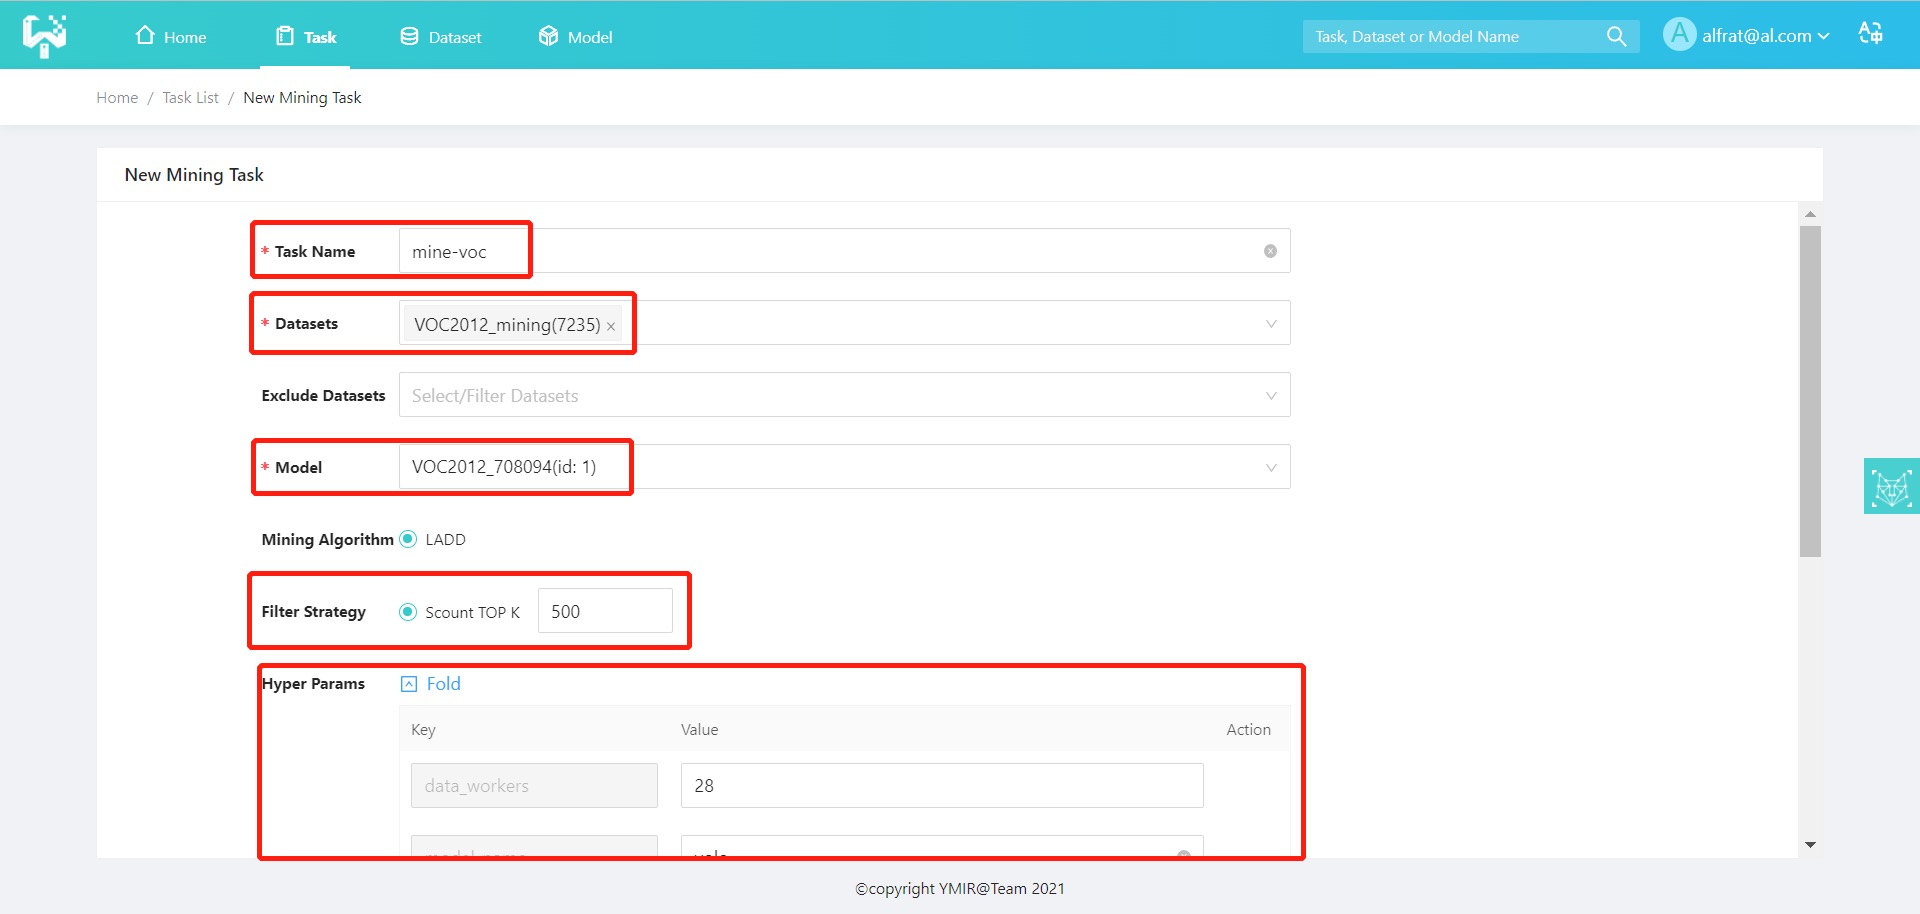 Home Task Dataset Model Task, Dataset or Model Name A alfrat@al.com
Home / Task List / New Mining Task
New Mining Task
* Task Name mine-voc
* Datasets VOC2012_mining(7235) ×
Exclude Datasets Select/Filter Datasets
* Model VOC2012_708094(id: 1)
Mining Algorithm LADD
Filter Strategy Scount TOP K 500
Hyper Params Fold
Key Value Action
data_workers 28
©copyright YMIR@Team 2021